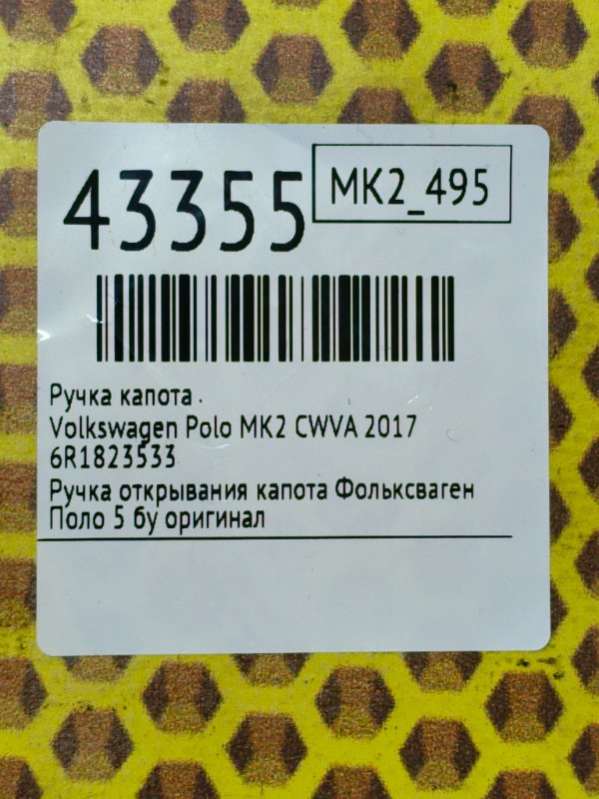 43355
MK2_495
Ручка капота
Volkswagen Polo MK2 CWVA 2017
6R1823533
Ручка открывания капота Фольксваген
Поло 5 бу оригинал